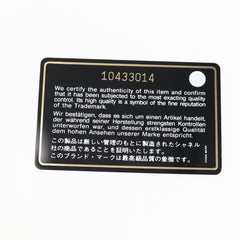 10433014
We certify the authenticity of this item and confirm
that it has been subjected to the most exacting quality
control. Its high quality is a symbol of the fine reputation
of the Trademark.
Wir bestätigen, dass es sich um einen Artikel handelt,
der während seiner Herstellung strengsten Kontrollen
unterworfen war, und dessen erstklassige Qualität
dem hohen Ansehen unserer Marke entspricht.
この製品は厳しい管理のもとに製造されたシャネル
社の商品であることを証明いたします。
このブランド・マークは最高級品質の象徴です。